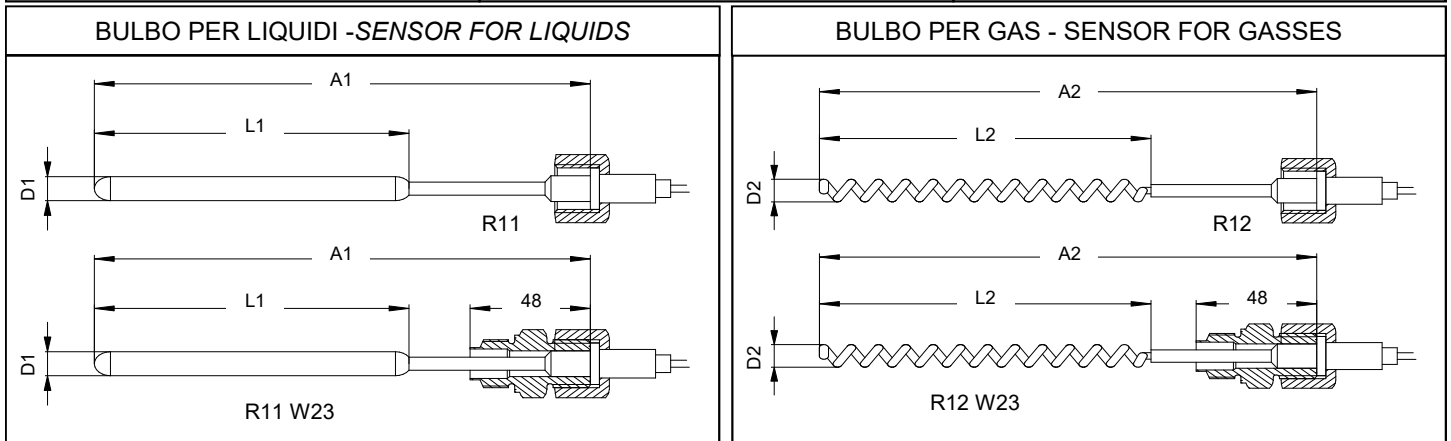 BULBO PER LIQUIDI -SENSOR FOR LIQUIDS
A1
L1
D1
R11
A1
L1
48
D1
R11 W23
BULBO PER GAS - SENSOR FOR GASSES
A2
L2
D2
R12
A2
L2
48
D2
R12 W23